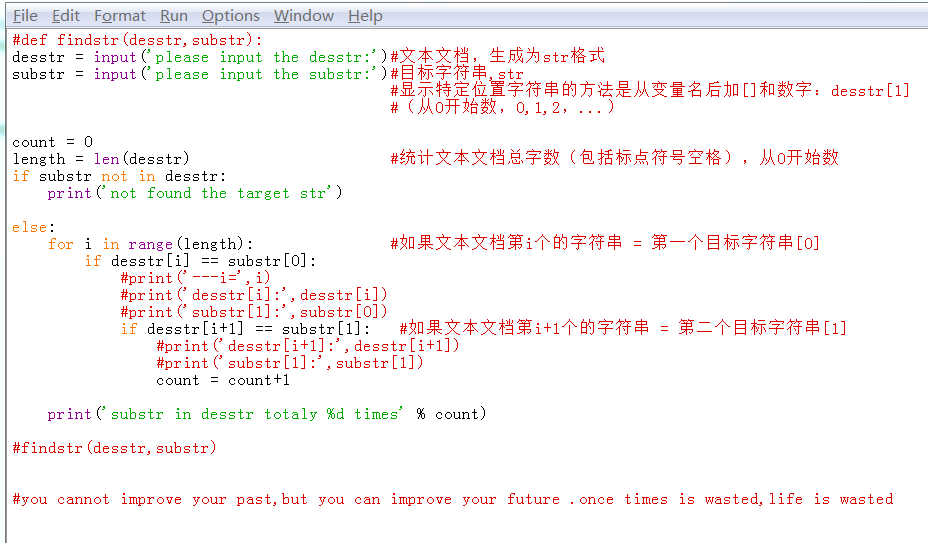 File Edit Format Run Options Window Help
#def findstr(desstr,substr):
desstr = input('please input the desstr:')#文本文档，生成为str格式
substr = input('please input the substr:')#目标字符串,str
#显示特定位置字符串的方法是从变量名后加[]和数字：desstr[1]
#（从0开始数，0,1,2，...）
count = 0
length = len(desstr) #统计文本文档总字数（包括标点符号空格），从0开始数
if substr not in desstr:
print('not found the target str')
else:
for i in range(length): #如果文本文档第i个的字符串 = 第一个目标字符串[0]
if desstr[i] == substr[0]:
#print('---i=',i)
#print('desstr[i]:',desstr[i])
#print('substr[1]:',substr[0])
if desstr[i+1] == substr[1]: #如果文本文档第i+1个的字符串 = 第二个目标字符串[1]
#print('desstr[i+1]:',desstr[i+1])
#print('substr[1]:',substr[1])
count = count+1
print('substr in desstr totaly %d times' % count)
#findstr(desstr,substr)
#you cannot improve your past,but you can improve your future .once times is wasted,life is wasted